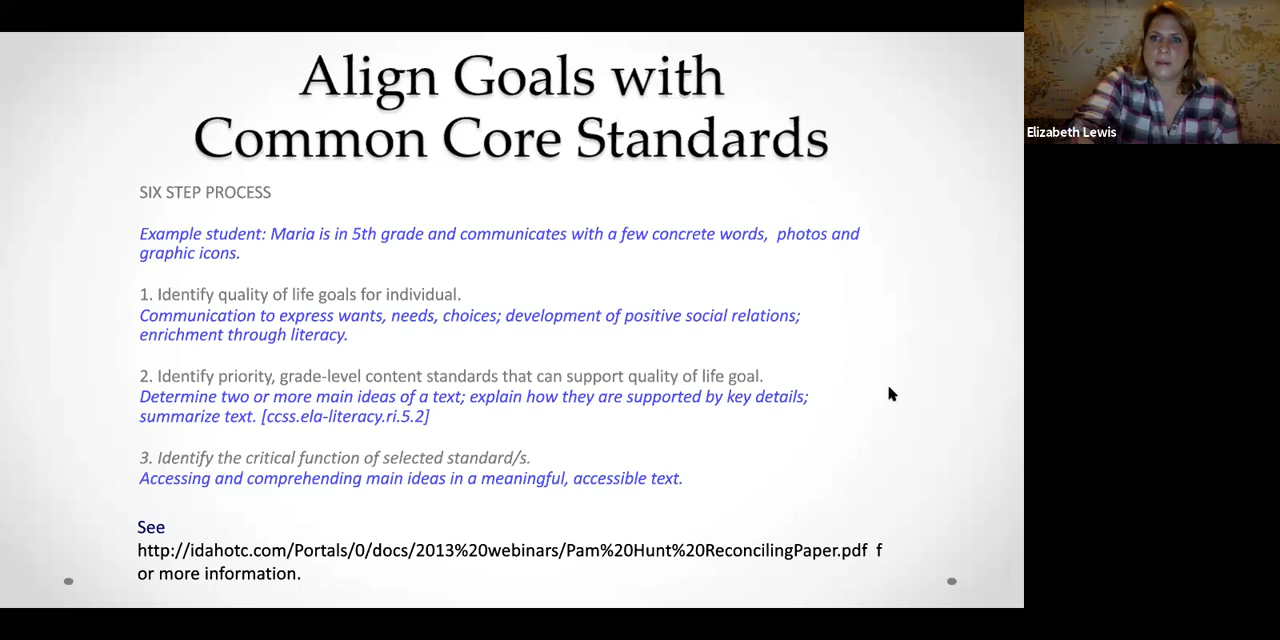 Align Goals with
Common Core Standards
SIX STEP PROCESS
Example student: Maria is in 5th grade and communicates with a few concrete words,  photos and
graphic icons.
1. Identify quality of life goals for individual.
Communication to express wants, needs, choices; development of positive social relations;
enrichment through literacy.
2. Identify priority, grade-level content standards that can support quality of life goal.
Determine two or more main ideas of a text; explain how they are supported by key details;
summarize text. [ccss.ela-literacy.ri.5.2]
3. Identify the critical function of selected standard/s.
Accessing and comprehending main ideas in a meaningful, accessible text.
See
http://idahotc.com/Portals/0/docs/2013%20webinars/Pam%20Hunt%20ReconcilingPaper.pdf  f
or more information.
Elizabeth Lewis